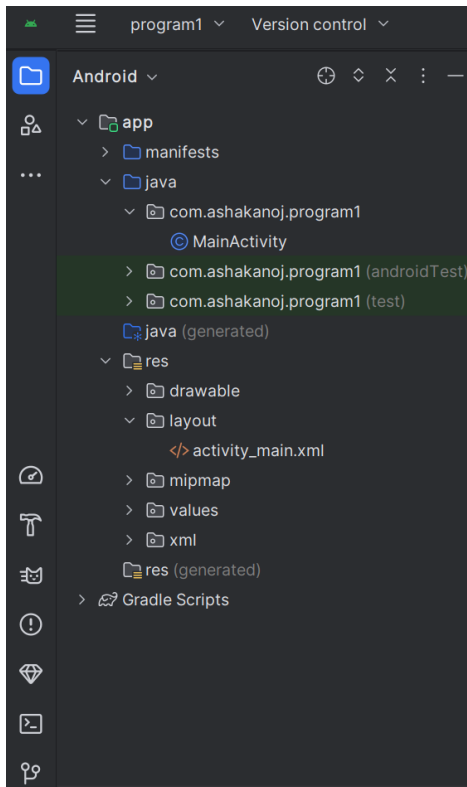 program1 Version control
Android
app
manifests
java
com.ashakanoj.program1
MainActivity
com.ashakanoj.program1 (androidTest)
com.ashakanoj.program1 (test)
java (generated)
res
drawable
layout
activity_main.xml
mipmap
values
xml
res (generated)
Gradle Scripts